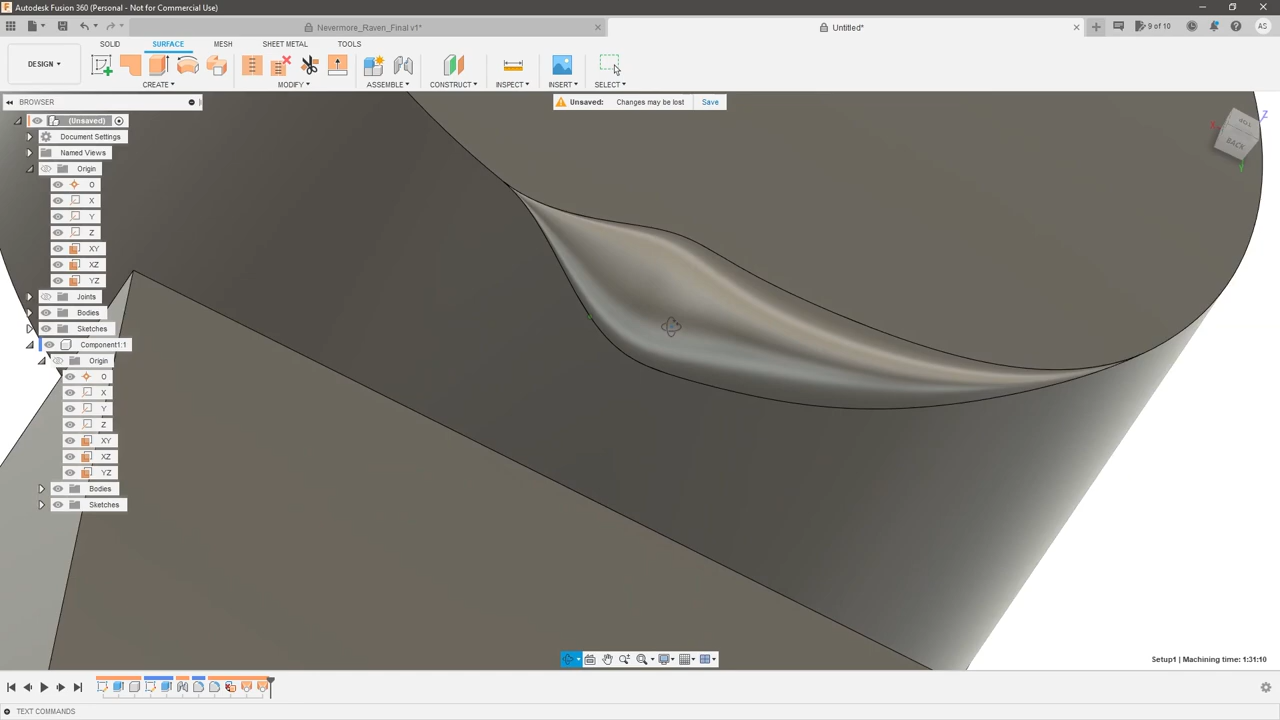 Autodesk Fusion 360 (Personal - Not for Commercial Use)
Nevermore_Raven_Final v1*
Untitled*
9 of 10
AS
DESIGN
SOLID
SURFACE
MESH
SHEET METAL
TOOLS
CREATE
MODIFY
ASSEMBLE
CONSTRUCT
INSPECT
INSERT
SELECT
BROWSER
Unsaved:
Changes may be lost
Save
(Unsaved)
Document Settings
Named Views
Origin
O
X
Y
Z
XY
XZ
YZ
Joints
Bodies
Sketches
Component1:1
Origin
O
X
Y
Z
XY
XZ
YZ
Bodies
Sketches
TOP
BACK
X
Y
Z
Setup1 | Machining time: 1:31:10
TEXT COMMANDS